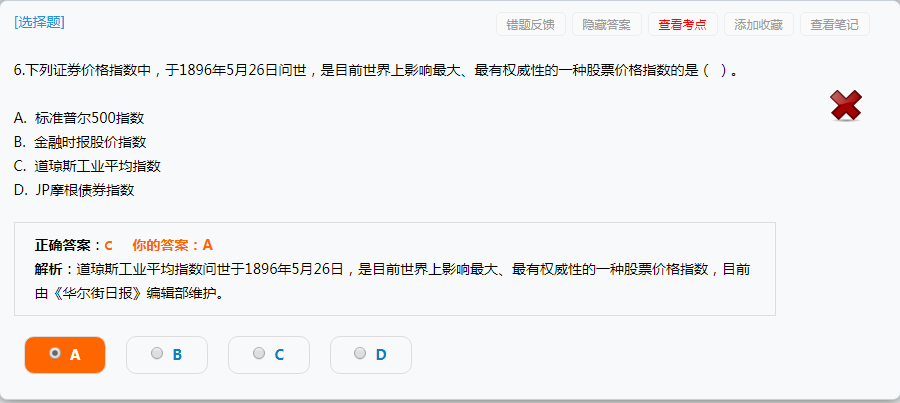 [选择题]
错题反馈 隐藏答案 查看考点 添加收藏 查看笔记
6.下列证券价格指数中，于1896年5月26日问世，是目前世界上影响最大、最有权威性的一种股票价格指数的是（ ）。
A. 标准普尔500指数
B. 金融时报股价指数
C. 道琼斯工业平均指数
D. JP摩根债券指数
正确答案：C 你的答案：A
解析：道琼斯工业平均指数问世于1896年5月26日，是目前世界上影响最大、最有权威性的一种股票价格指数，目前
由《华尔街日报》编辑部维护。
A B C D